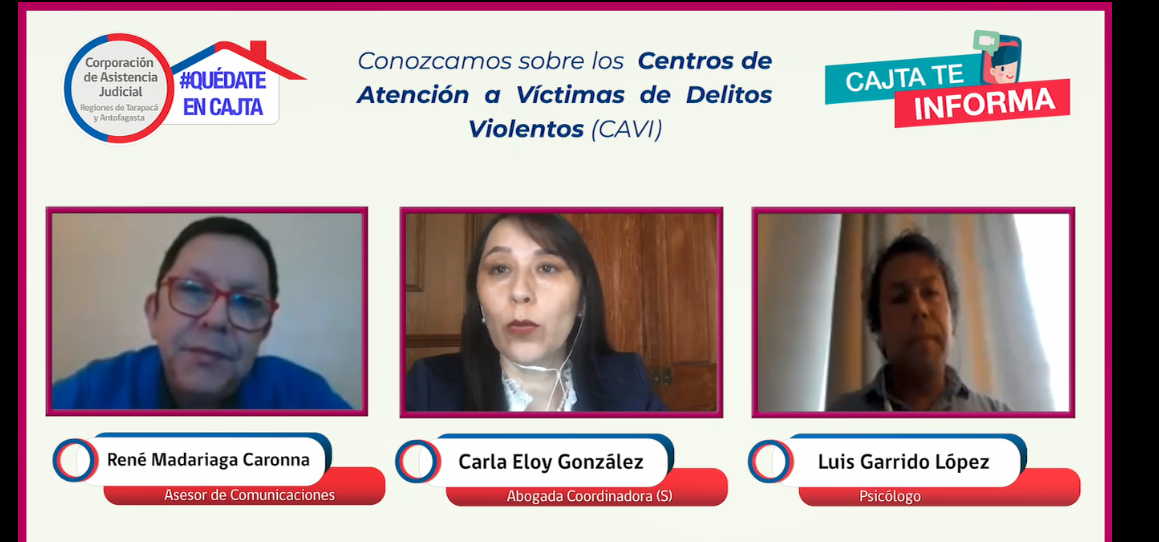 Corporación
de Asistencia
Judicial
Regiones de Tarapacá
y Antofagasta
#QUÉDATE
EN CAJTA
Conozcamos sobre los Centros de
Atención a Víctimas de Delitos
Violentos (CAVI)
CAJTA TE
INFORMA
René Madariaga Caronna
Asesor de Comunicaciones
Carla Eloy González
Abogada Coordinadora (S)
Luis Garrido López
Psicólogo